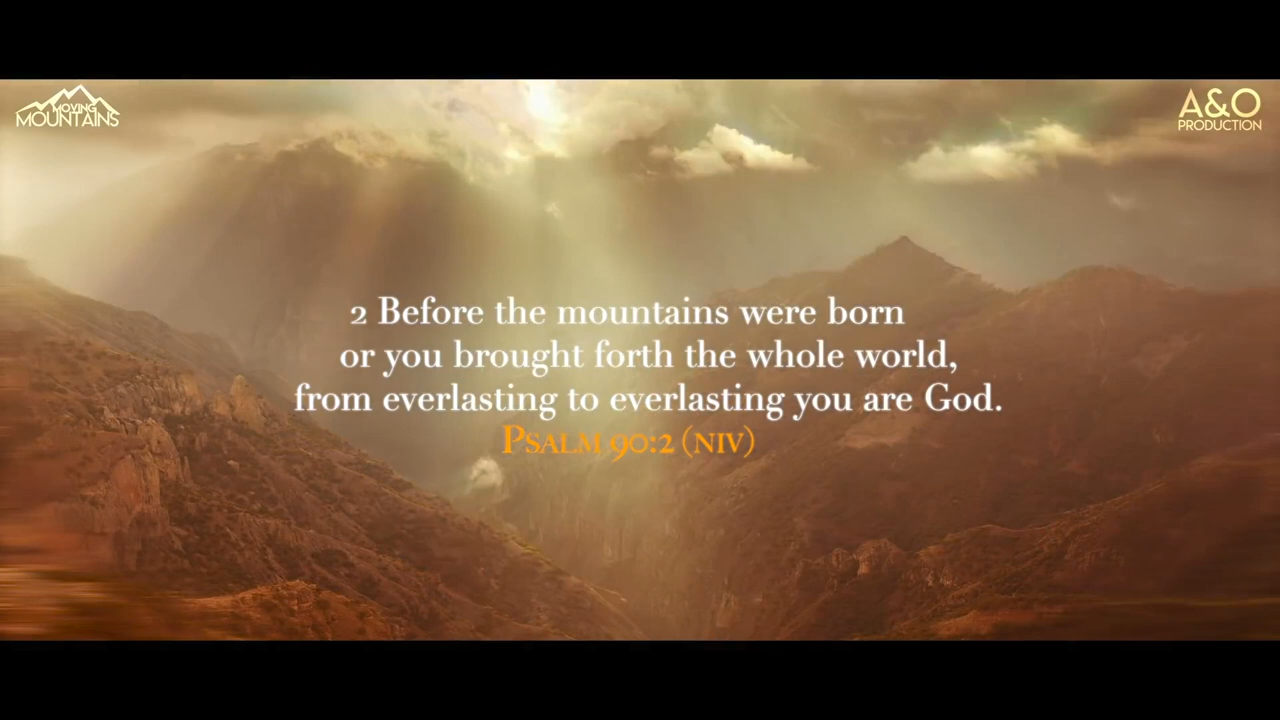 MOVING
MOUNTAINS
A&O
PRODUCTION
2 Before the mountains were born
or you brought forth the whole world,
from everlasting to everlasting you are God.
PSALM 90:2 (NIV)